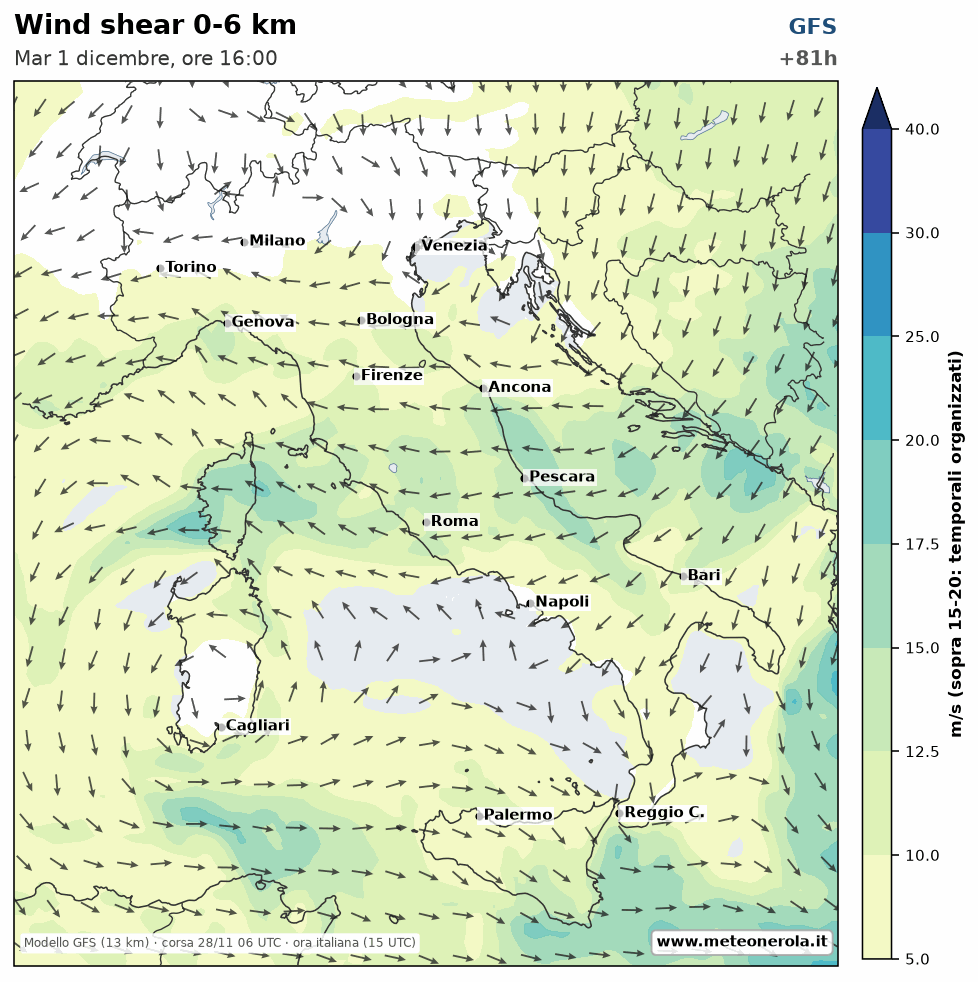 Wind shear 0-6 km
GFS
Mar 1 dicembre, ore 16:00
+81h
Milano
Venezia
Torino
Genova
Bologna
Firenze
Ancona
Pescara
Roma
Bari
Napoli
Cagliari
Palermo
Reggio C.
Modello GFS (13 km) · corsa 28/11 06 UTC · ora italiana (15 UTC)
www.meteonerola.it
40.0
30.0
25.0
20.0
17.5
15.0
12.5
10.0
5.0
m/s (sopra 15-20: temporali organizzati)